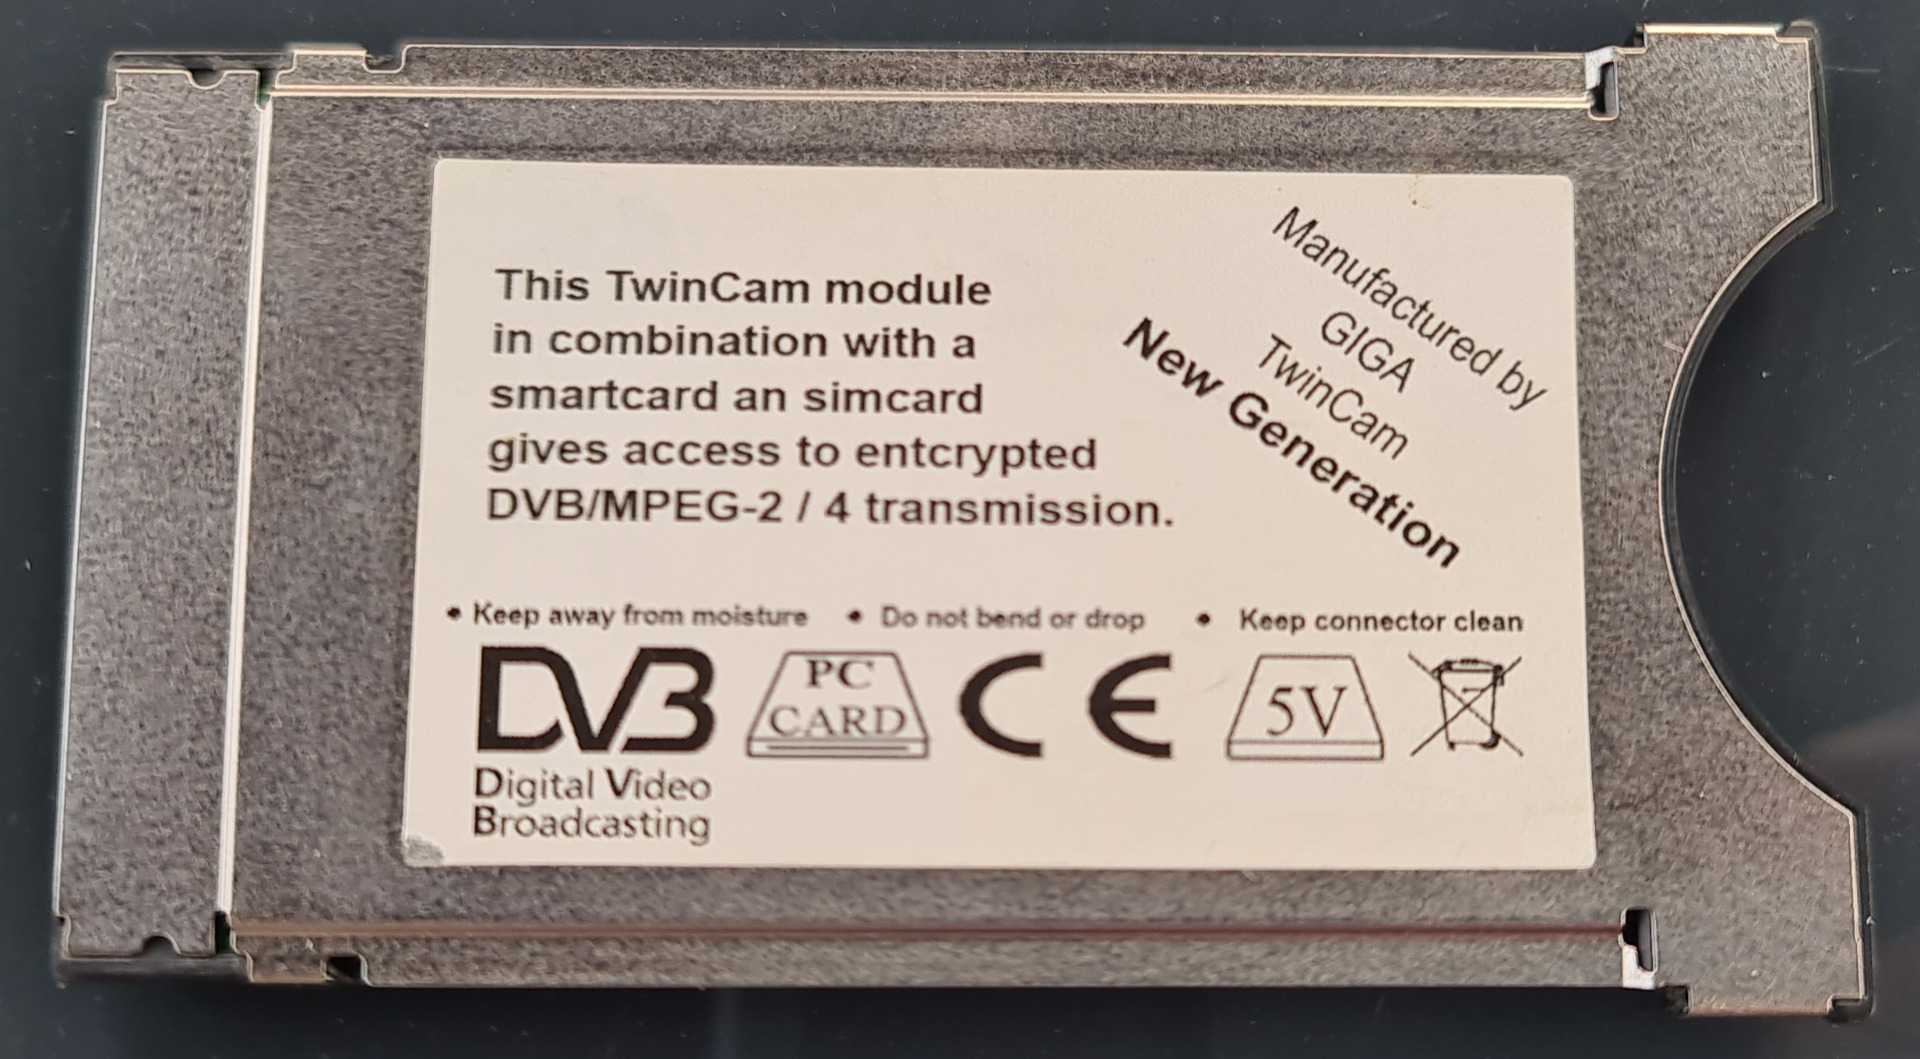 This TwinCam module
in combination with a
smartcard an simcard
gives access to entcrypted
DVB/MPEG-2 / 4 transmission.
Manufactured by
GIGA
TwinCam
New Generation
• Keep away from moisture • Do not bend or drop • Keep connector clean
DVB
Digital Video
Broadcasting
PC
CARD
CE
5V